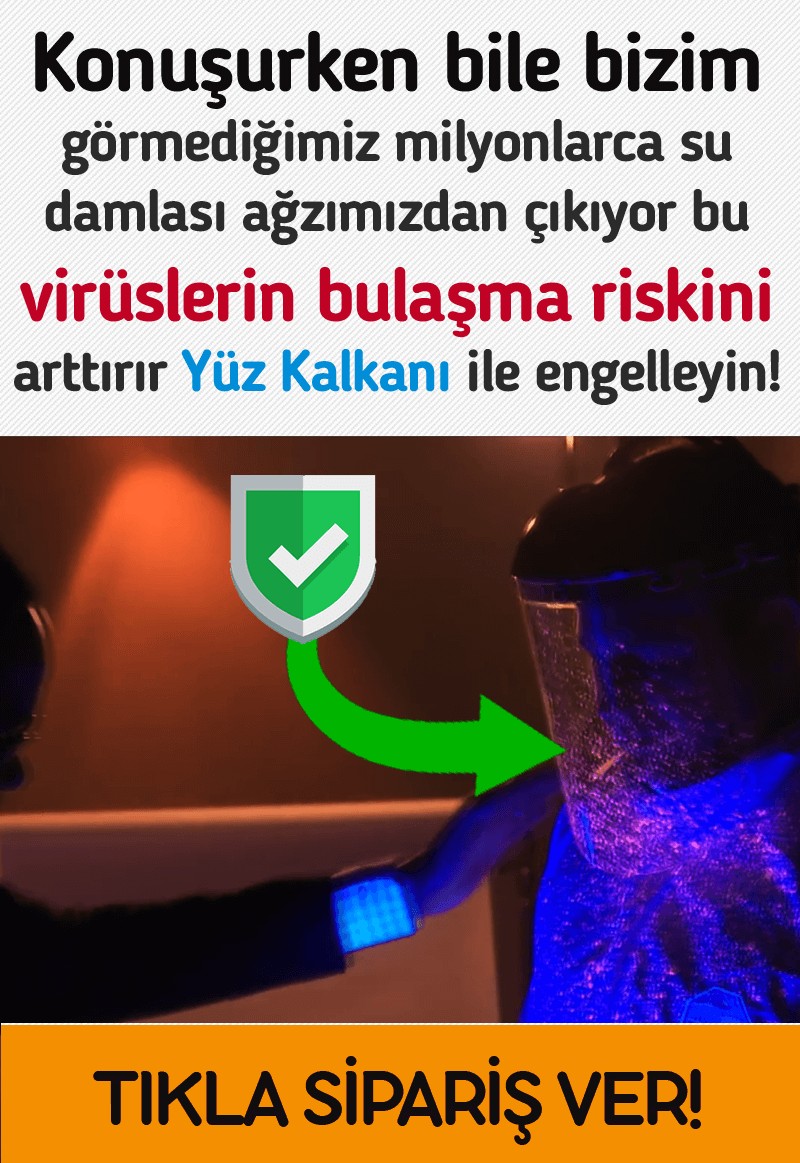 Konuşurken bile bizim
görmediğimiz milyonlarca su
damlası ağzımızdan çıkıyor bu
virüslerin bulaşma riskini
arttırır Yüz Kalkanı ile engelleyin!
TIKLA SİPARİŞ VER!